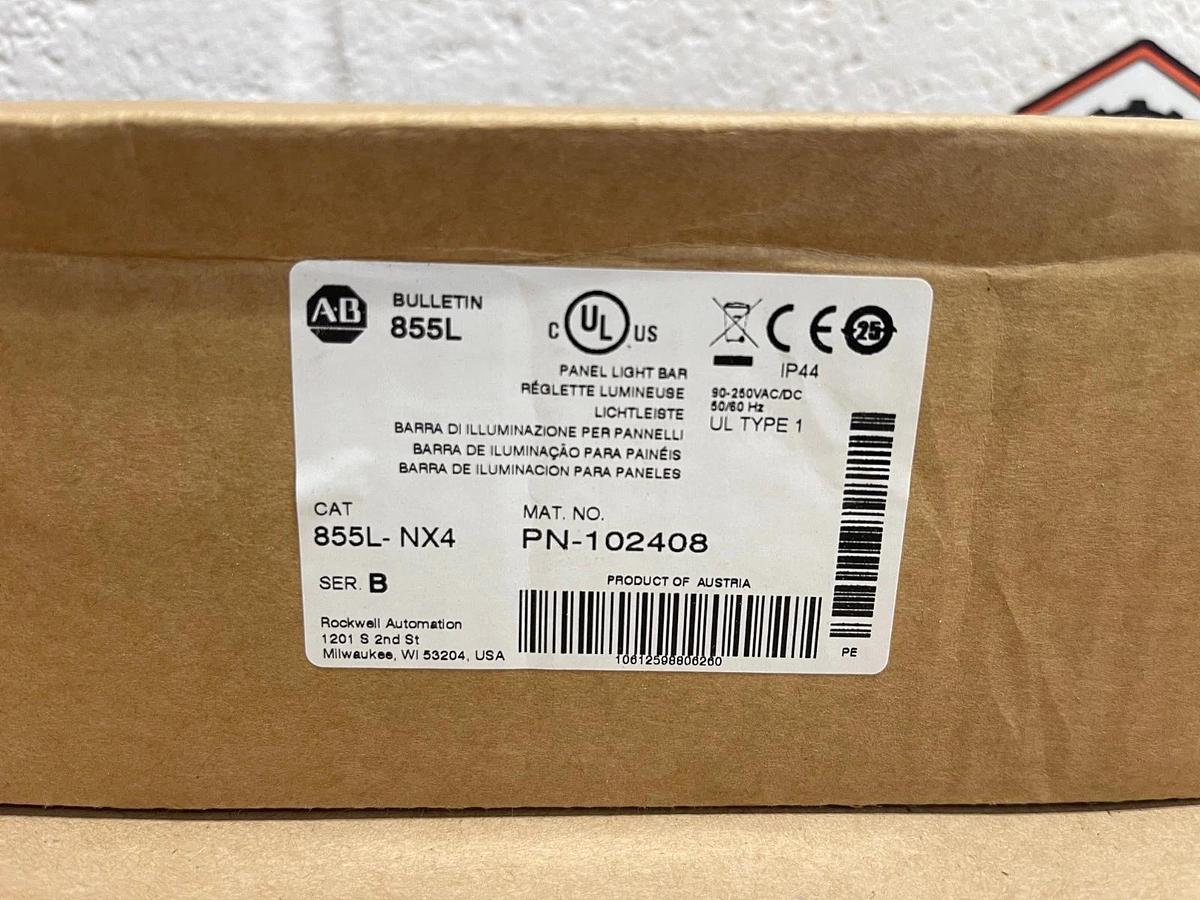 A·B
BULLETIN
855L
C UL US
CE
25
IP44
PANEL LIGHT BAR
RÉGLETTE LUMINEUSE
LICHTLEISTE
BARRA DI ILLUMINAZIONE PER PANNELLI
BARRA DE ILUMINAÇÃO PARA PAINÉIS
BARRA DE ILUMINACION PARA PANELES
90-250VAC/DC
50/60 Hz
UL TYPE 1
CAT
855L- NX4
MAT. NO.
PN-102408
SER. B
PRODUCT OF AUSTRIA
Rockwell Automation
1201 S 2nd St
Milwaukee, WI 53204, USA
10612598806260
PE